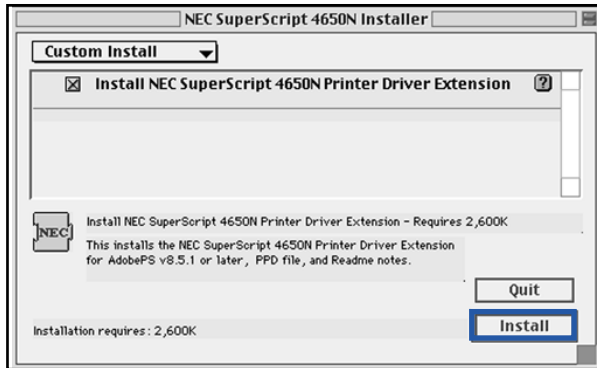 NEC SuperScript 4650N Installer
Custom Install
Install NEC SuperScript 4650N Printer Driver Extension ?
NEC Install NEC SuperScript 4650N Printer Driver Extension - Requires 2,600K
This installs the NEC SuperScript 4650N Printer Driver Extension
for AdobePS v8.5.1 or later, PPD file, and Readme notes.
Quit
Installation requires: 2,600K Install